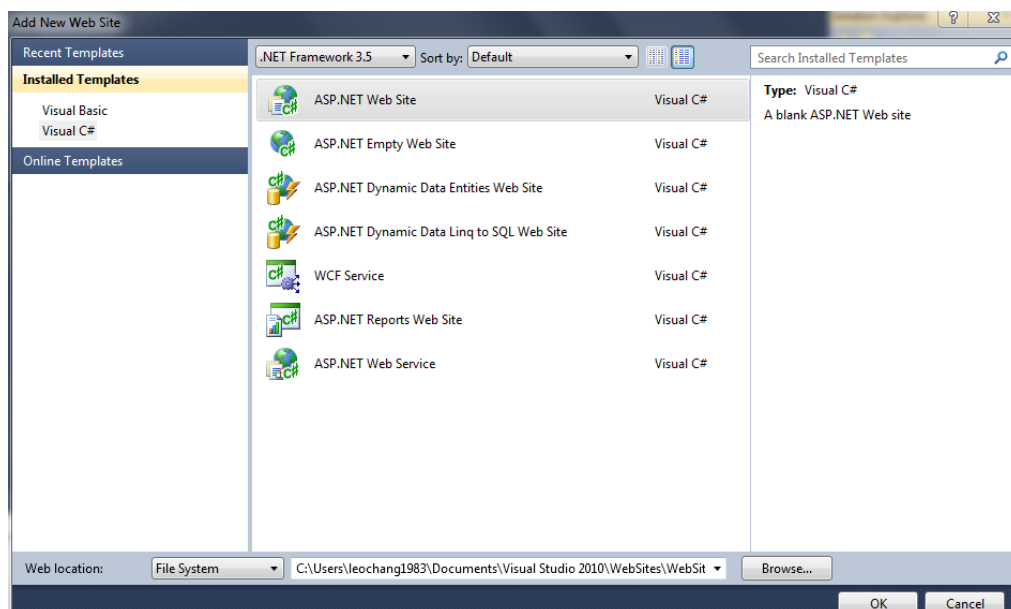 Add New Web Site
Recent Templates
Installed Templates
Visual Basic
Visual C#
Online Templates
.NET Framework 3.5 Sort by: Default
ASP.NET Web Site Visual C#
ASP.NET Empty Web Site Visual C#
ASP.NET Dynamic Data Entities Web Site Visual C#
ASP.NET Dynamic Data Linq to SQL Web Site Visual C#
WCF Service Visual C#
ASP.NET Reports Web Site Visual C#
ASP.NET Web Service Visual C#
Search Installed Templates
Type: Visual C#
A blank ASP.NET Web site
Web location: File System C:\Users\leochang1983\Documents\Visual Studio 2010\WebSites\WebSit Browse...
OK Cancel